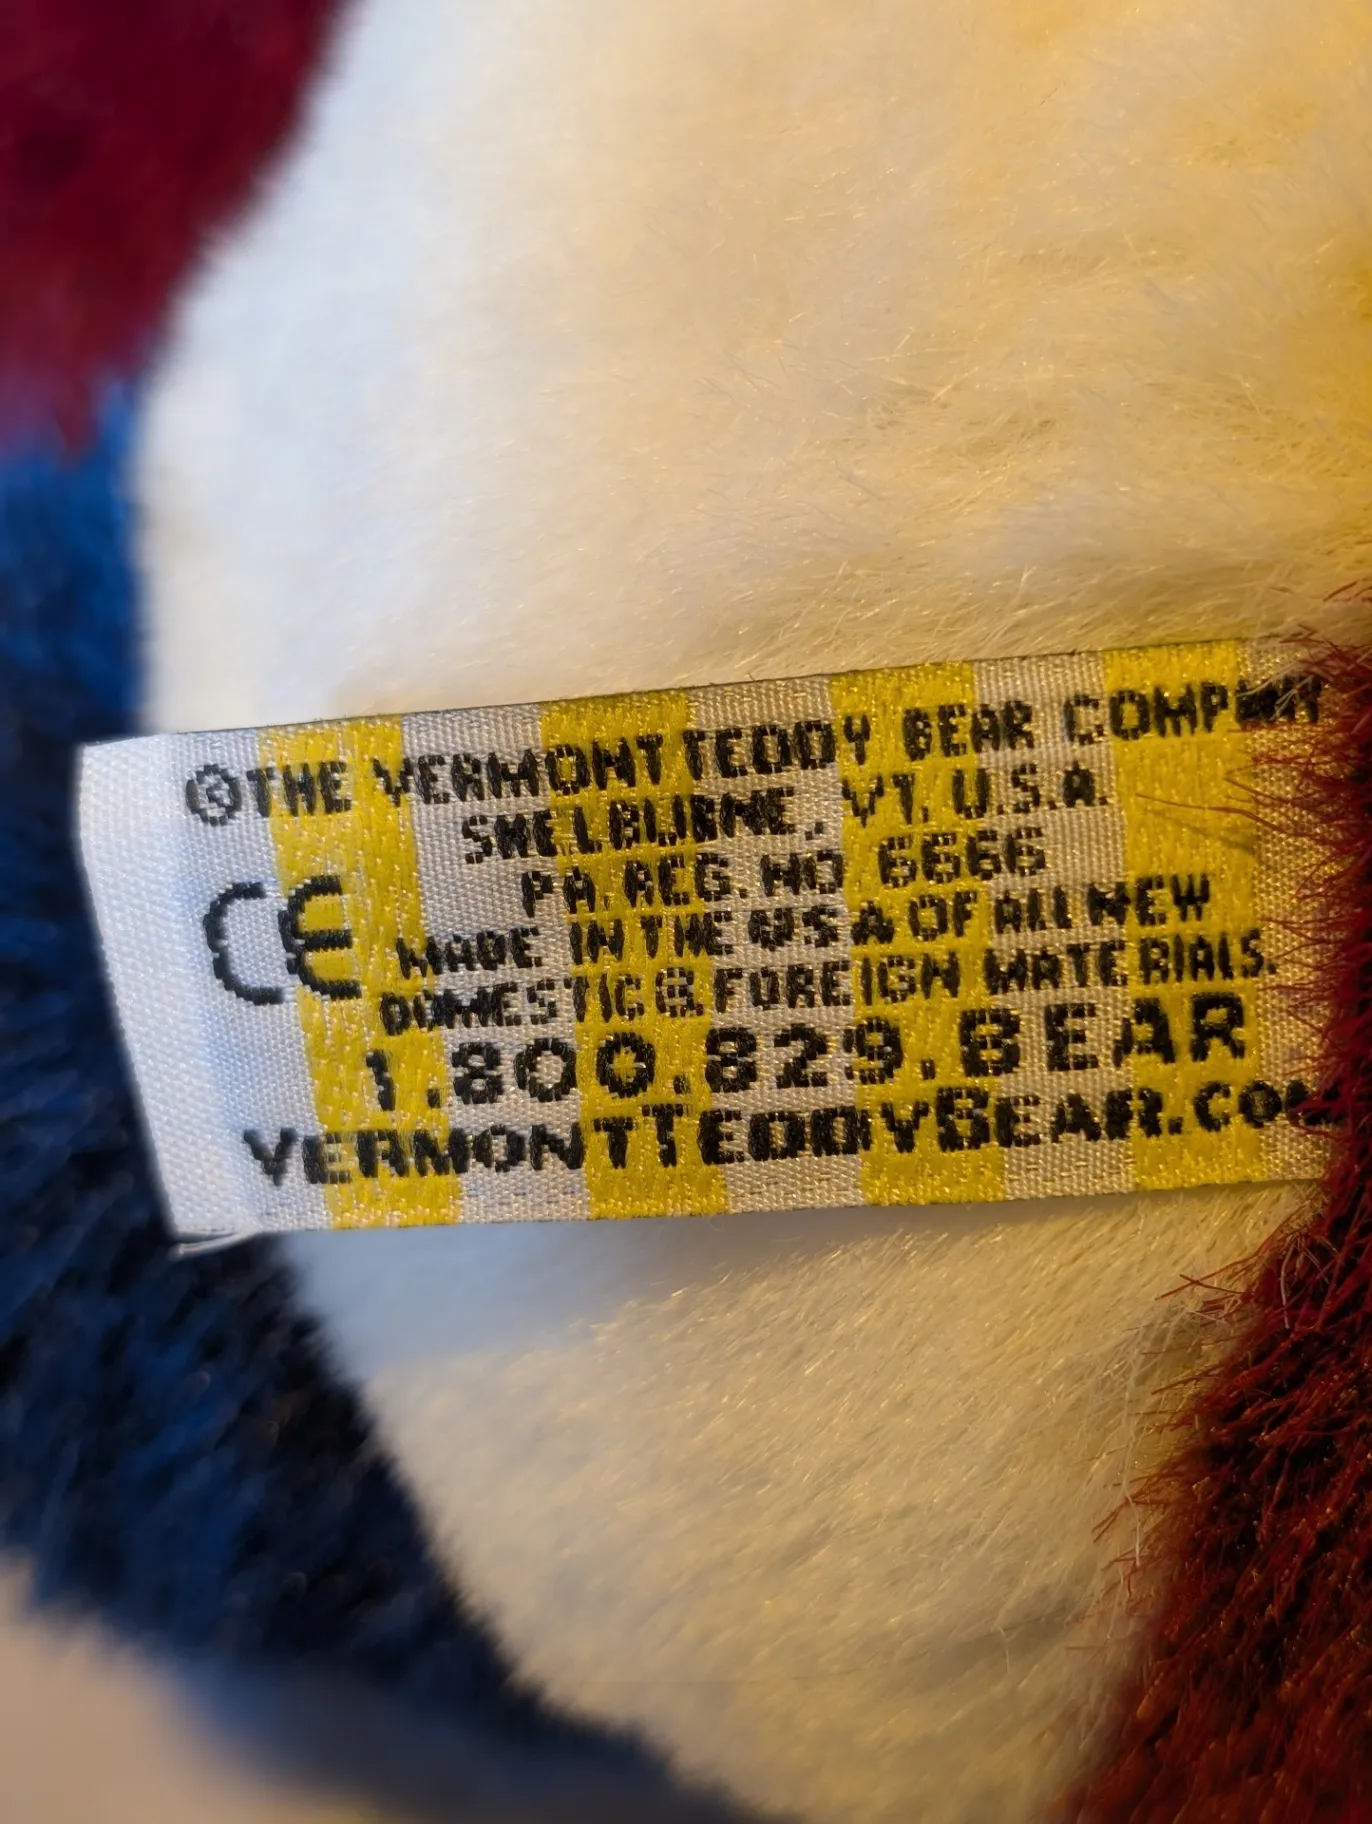 ©THE VERMONT TEDDY BEAR COMPANY
SHELBURNE, VT. U.S.A.
PA. REG. NO 6666
CE
MADE IN THE USA OF ALL NEW
DOMESTIC & FOREIGN MATERIALS.
1.800.829.BEAR
VERMONTTEDDYBEAR.COM